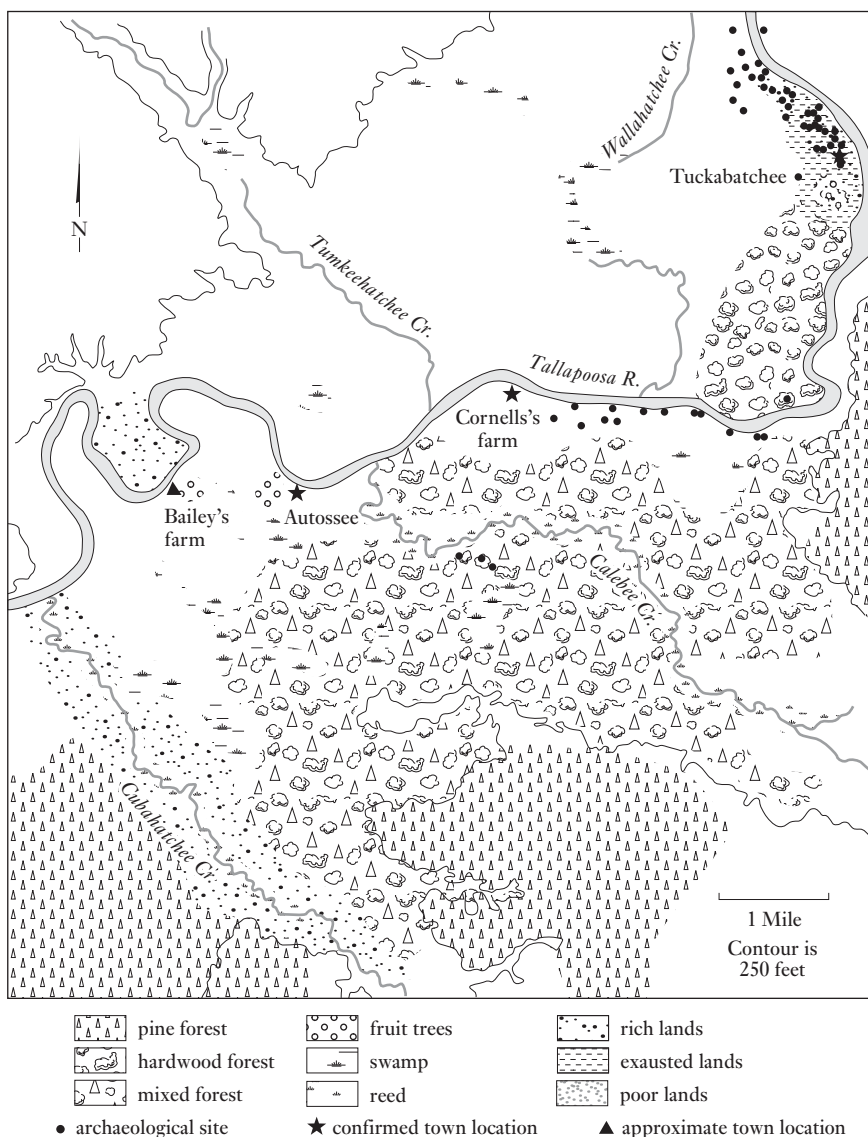 Wallahatchee Cr.
Tuckabatchee
N
Tumkeehatchee Cr.
Tallapoosa R.
Cornells's
farm
Bailey's
farm
Autossee
Calebee Cr.
Cubahatchee Cr.
1 Mile
Contour is
250 feet
pine forest
fruit trees
rich lands
hardwood forest
swamp
exausted lands
mixed forest
reed
poor lands
archaeological site
confirmed town location
approximate town location